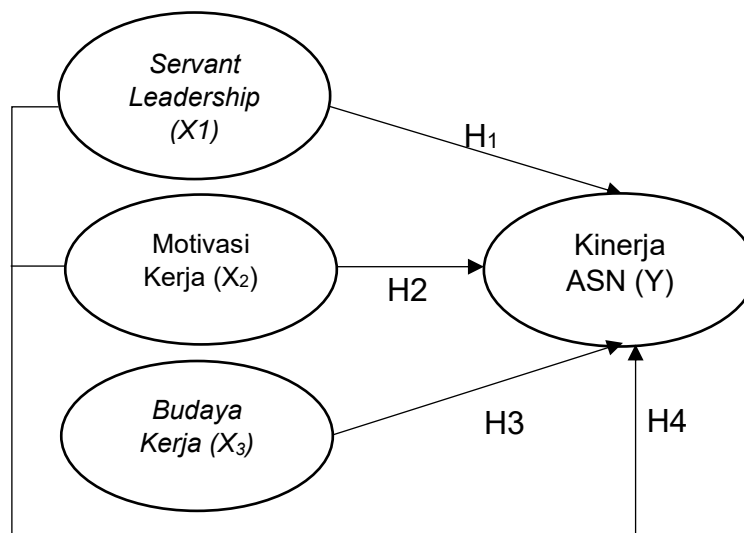 Servant
Leadership
(X1)
H1
Motivasi
Kerja (X2)
H2
Kinerja
ASN (Y)
Budaya
Kerja (X3)
H3
H4